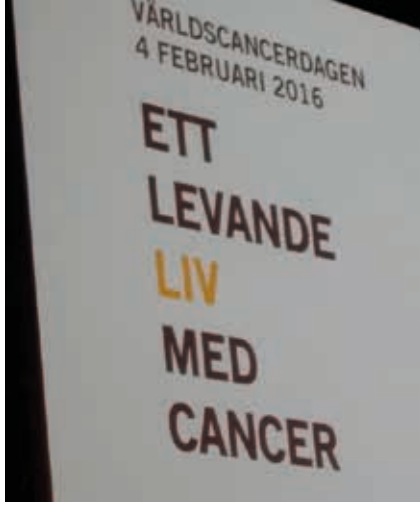 VÄRLDSCANCERDAGEN
4 FEBRUARI 2016
ETT
LEVANDE
LIV
MED
CANCER